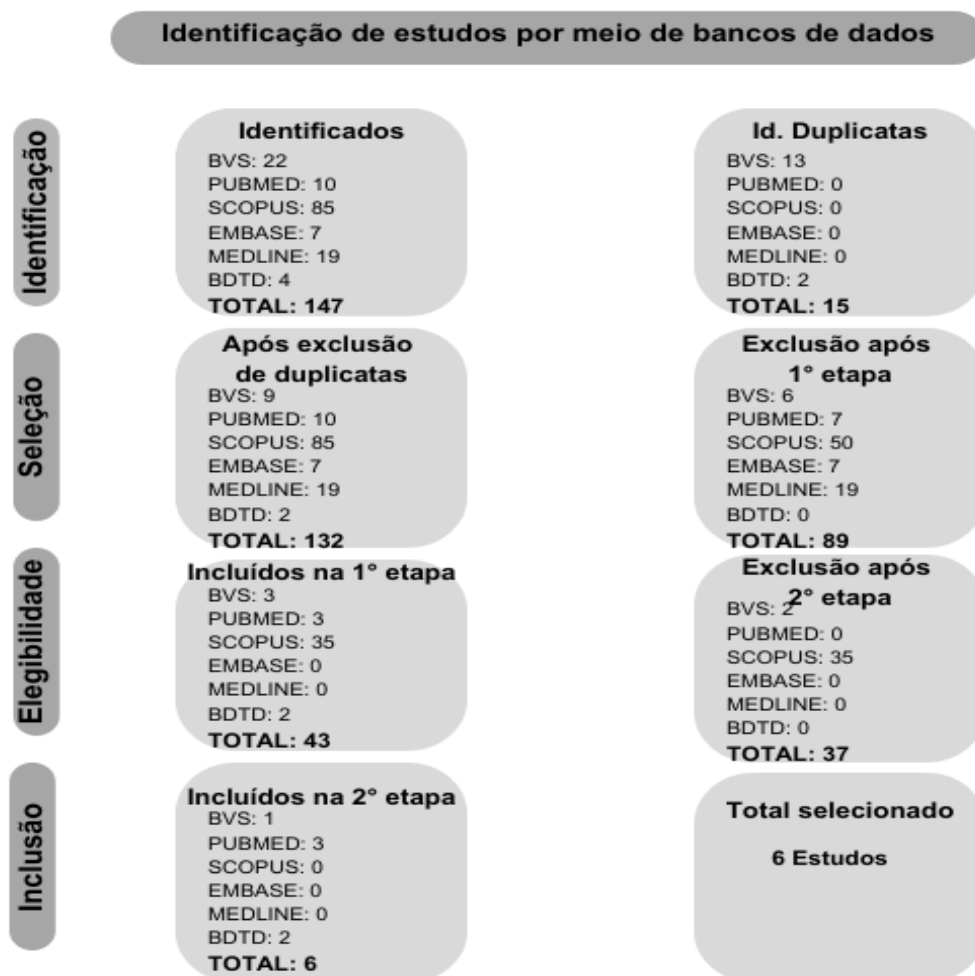 Identificação de estudos por meio de bancos de dados
Identificação
Identificados
BVS: 22
PUBMED: 10
SCOPUS: 85
EMBASE: 7
MEDLINE: 19
BDTD: 4
TOTAL: 147
Id. Duplicatas
BVS: 13
PUBMED: 0
SCOPUS: 0
EMBASE: 0
MEDLINE: 0
BDTD: 2
TOTAL: 15
Seleção
Após exclusão
de duplicatas
BVS: 9
PUBMED: 10
SCOPUS: 85
EMBASE: 7
MEDLINE: 19
BDTD: 2
TOTAL: 132
Exclusão após
1° etapa
BVS: 6
PUBMED: 7
SCOPUS: 50
EMBASE: 7
MEDLINE: 19
BDTD: 0
TOTAL: 89
Elegibilidade
Incluídos na 1° etapa
BVS: 3
PUBMED: 3
SCOPUS: 35
EMBASE: 0
MEDLINE: 0
BDTD: 2
TOTAL: 43
Exclusão após
2° etapa
BVS: 2
PUBMED: 0
SCOPUS: 35
EMBASE: 0
MEDLINE: 0
BDTD: 0
TOTAL: 37
Inclusão
Incluídos na 2° etapa
BVS: 1
PUBMED: 3
SCOPUS: 0
EMBASE: 0
MEDLINE: 0
BDTD: 2
TOTAL: 6
Total selecionado
6 Estudos